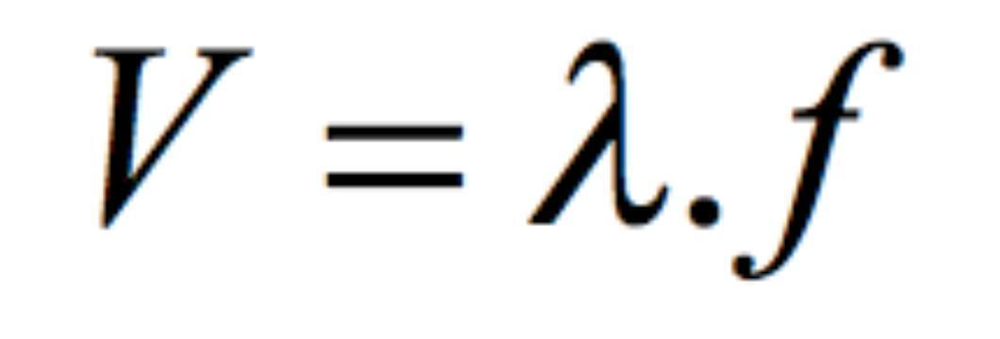 V = λ.f